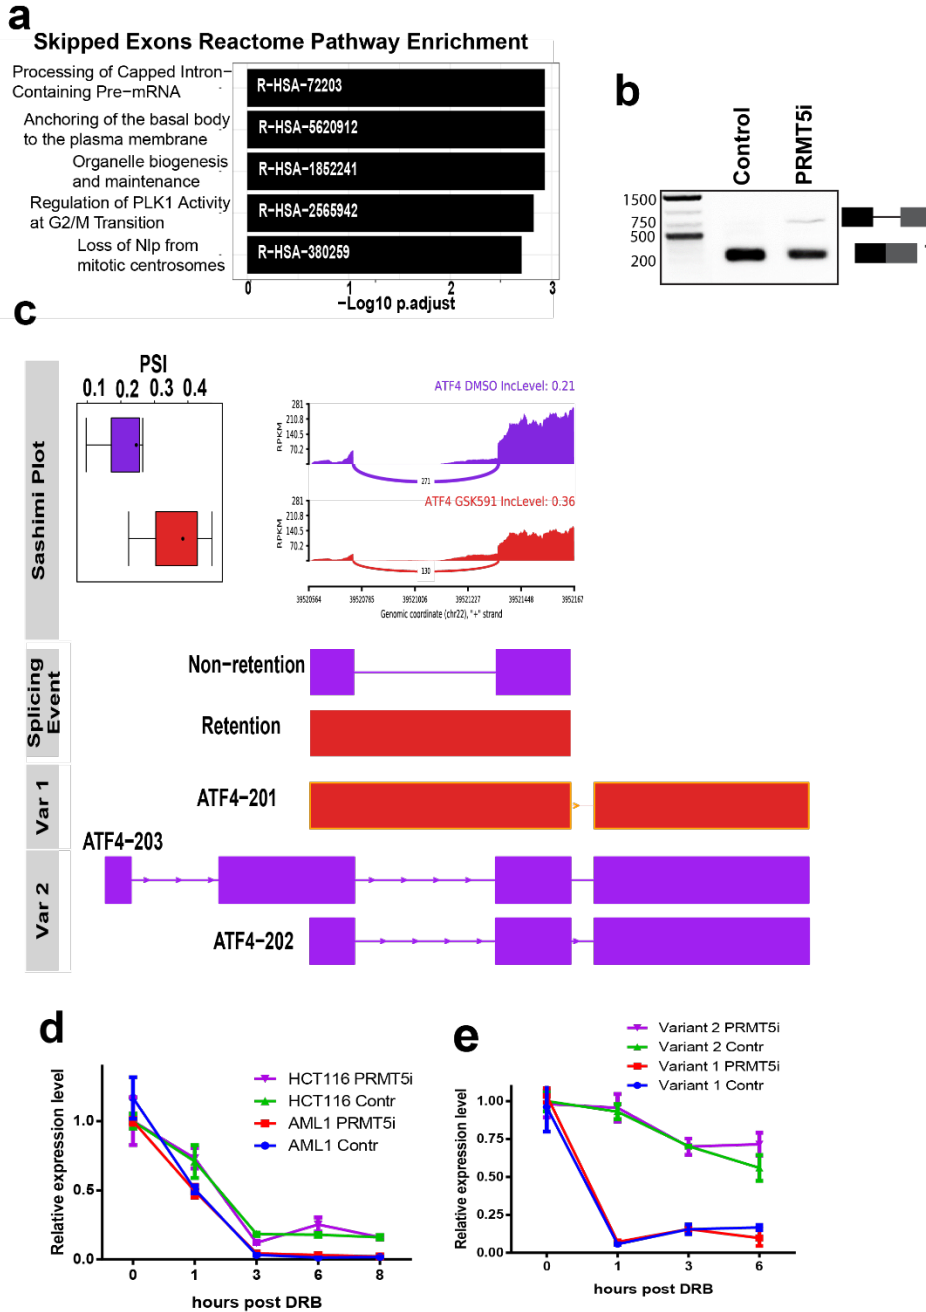 a
Skipped Exons Reactome Pathway Enrichment
Processing of Capped Intron−
Containing Pre−mRNA
R−HSA−72203
Anchoring of the basal body
to the plasma membrane
R−HSA−5620912
Organelle biogenesis
and maintenance
R−HSA−1852241
Regulation of PLK1 Activity
at G2/M Transition
R−HSA−2565942
Loss of Nlp from
mitotic centrosomes
R−HSA−380259
0 1 2 3
−Log10 p.adjust
b
Control
PRMT5i
1500
750
500
200
c
Sashimi Plot
PSI
0.1 0.2 0.3 0.4
ATF4 DMSO IncLevel: 0.21
RPKM
281
210.8
140.5
70.2
271
ATF4 GSK591 IncLevel: 0.36
RPKM
281
210.8
140.5
70.2
130
39520564 39520785 39521006 39521227 39521448 392167
Genomic coordinate (chr22), "+" strand
Splicing
Event
Non−retention
Retention
Var 1
ATF4−201
Var 2
ATF4−203
ATF4−202
d
Relative expression level
1.0
0.5
0.0
HCT116 PRMT5i
HCT116 Contr
AML1 PRMT5i
AML1 Contr
0 1 3 6 8
hours post DRB
e
Relative expression level
1.00
0.75
0.50
0.25
0.00
Variant 2 PRMT5i
Variant 2 Contr
Variant 1 PRMT5i
Variant 1 Contr
0 1 3 6
hours post DRB